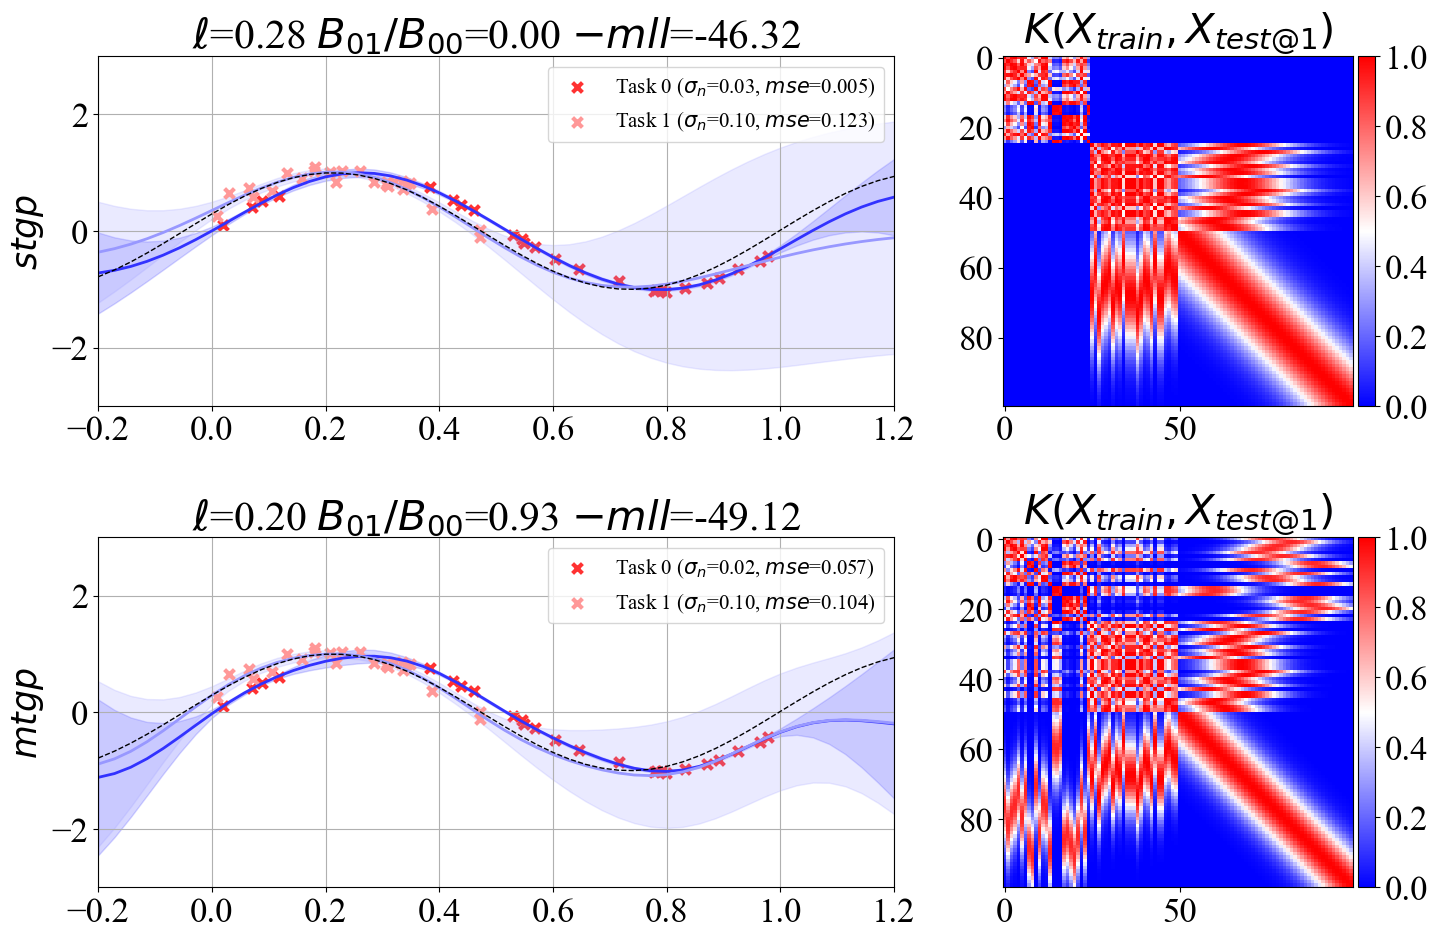 ℓ=0.28 B₀₁/B₀₀=0.00 −mll=-46.32
K(X_train, X_test@1)
stgp
2
0
−2
−0.2 0.0 0.2 0.4 0.6 0.8 1.0 1.2
Task 0 (σₙ=0.03, mse=0.005)
Task 1 (σₙ=0.10, mse=0.123)
0
20
40
60
80
0 50
1.0
0.8
0.6
0.4
0.2
0.0
ℓ=0.20 B₀₁/B₀₀=0.93 −mll=-49.12
K(X_train, X_test@1)
mtgp
2
0
−2
−0.2 0.0 0.2 0.4 0.6 0.8 1.0 1.2
Task 0 (σₙ=0.02, mse=0.057)
Task 1 (σₙ=0.10, mse=0.104)
0
20
40
60
80
0 50
1.0
0.8
0.6
0.4
0.2
0.0